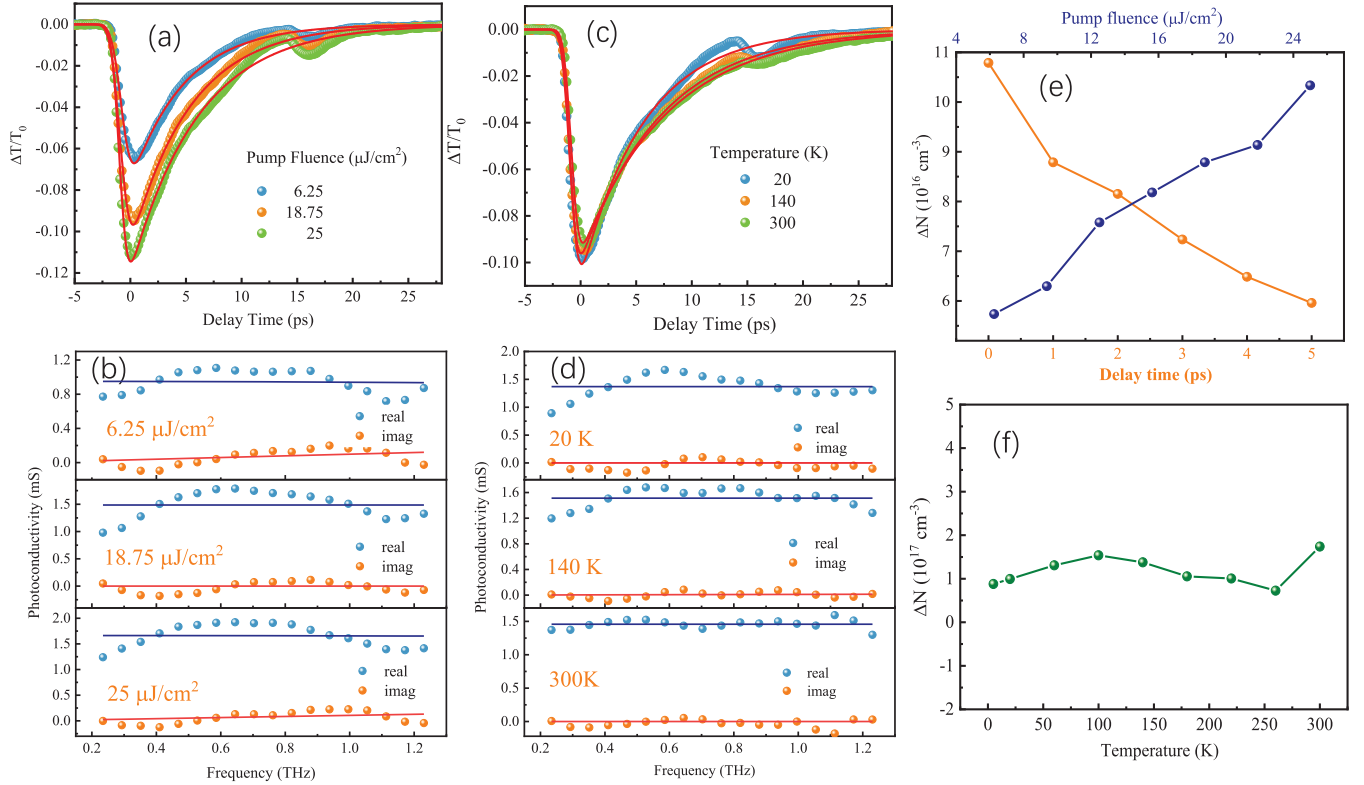 (a)
0.00
-0.02
-0.04
-0.06
-0.08
-0.10
-0.12
ΔT/T₀
Pump Fluence (μJ/cm²)
6.25
18.75
25
-5 0 5 10 15 20 25
Delay Time (ps)
(c)
0.00
-0.02
-0.04
-0.06
-0.08
-0.10
ΔT/T₀
Temperature (K)
20
140
300
-5 0 5 10 15 20 25
Delay Time (ps)
Pump fluence (μJ/cm²)
4 8 12 16 20 24
(e)
11
10
9
8
7
6
ΔN (10¹⁶ cm⁻³)
0 1 2 3 4 5
Delay time (ps)
(b)
1.2
0.8
0.4
0.0
real
imag
6.25 μJ/cm²
1.8
1.2
0.6
0.0
real
imag
18.75 μJ/cm²
2.0
1.5
1.0
0.5
0.0
real
imag
25 μJ/cm²
Photoconductivity (mS)
0.2 0.4 0.6 0.8 1.0 1.2
Frequency (THz)
(d)
2.0
1.5
1.0
0.5
0.0
real
imag
20 K
1.6
1.2
0.8
0.4
0.0
real
imag
140 K
1.5
1.0
0.5
0.0
real
imag
300K
Photoconductivity (mS)
0.2 0.4 0.6 0.8 1.0 1.2
Frequency (THz)
(f)
5
4
3
2
1
0
-1
-2
ΔN (10¹⁷ cm⁻³)
0 50 100 150 200 250 300
Temperature (K)